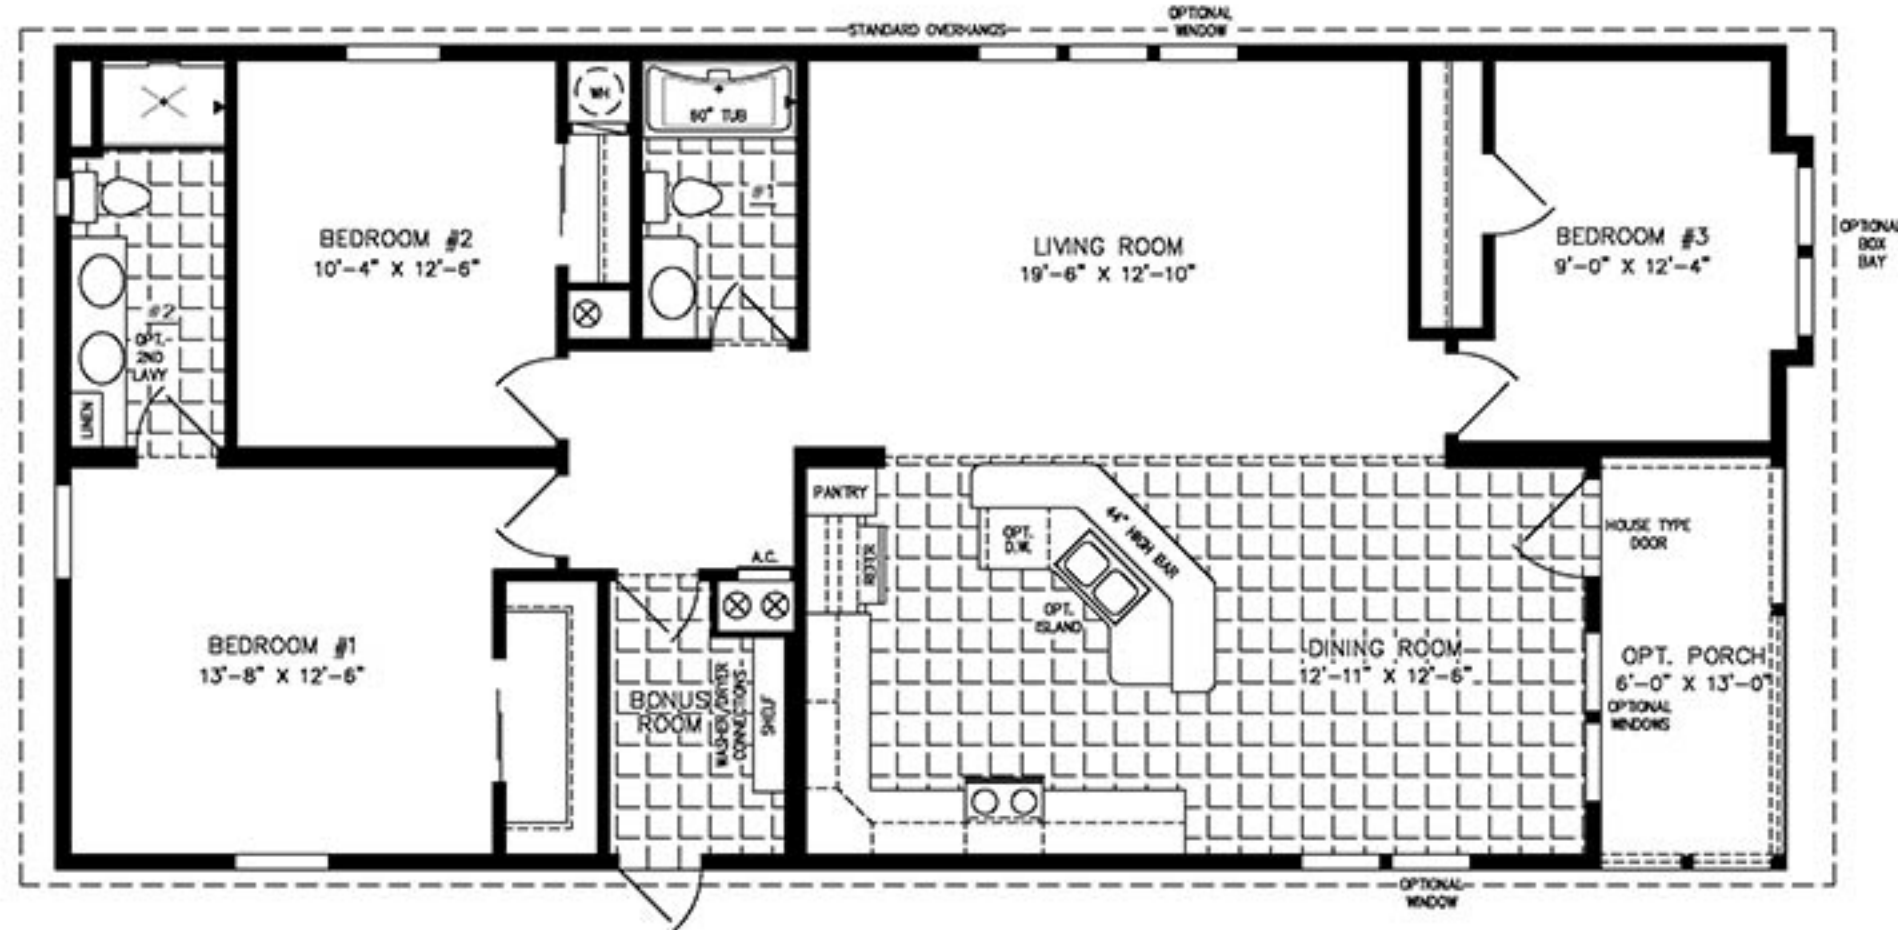 STANDARD OVERHANGS
OPTIONAL
WINDOW
WH
60" TUB
#1
BEDROOM #2
10'-4" X 12'-6"
LIVING ROOM
19'-6" X 12'-10"
BEDROOM #3
9'-0" X 12'-4"
OPTIONAL
BOX
BAY
#2
OPT.
2ND
LAVY
LINEN
PANTRY
REFER
OPT.
D.W.
44" HIGH BAR
HOUSE TYPE
DOOR
A.C.
OPT.
ISLAND
BEDROOM #1
13'-8" X 12'-6"
BONUS
ROOM
WASHER/DRYER
CONNECTIONS
SHELF
DINING ROOM
12'-11" X 12'-6"
OPT. PORCH
6'-0" X 13'-0"
OPTIONAL
WINDOWS
OPTIONAL
WINDOW